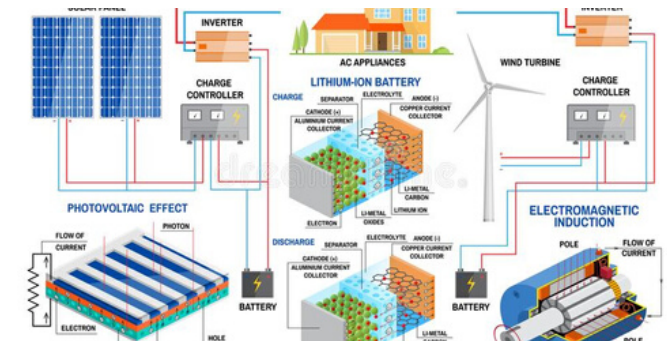 SOLAR PANEL
INVERTER
INVERTER
AC APPLIANCES
WIND TURBINE
CHARGE
CONTROLLER
LITHIUM-ION BATTERY
CHARGE
CONTROLLER
CHARGE
SEPARATOR
ELECTROLYTE
ANODE (-)
COPPER CURRENT
COLLECTOR
CATHODE (+)
ALUMINIUM CURRENT
COLLECTOR
LI-METAL
CARBON
LITHIUM ION
LI-METAL
OXIDES
ELECTRON
PHOTOVOLTAIC EFFECT
PHOTON
FLOW OF
CURRENT
ELECTRON
HOLE
BATTERY
DISCHARGE
SEPARATOR
ELECTROLYTE
ANODE (-)
COPPER CURRENT
COLLECTOR
CATHODE (+)
ALUMINIUM CURRENT
COLLECTOR
LI-METAL
CARBON
BATTERY
ELECTROMAGNETIC
INDUCTION
POLE
FLOW OF
CURRENT
POLE